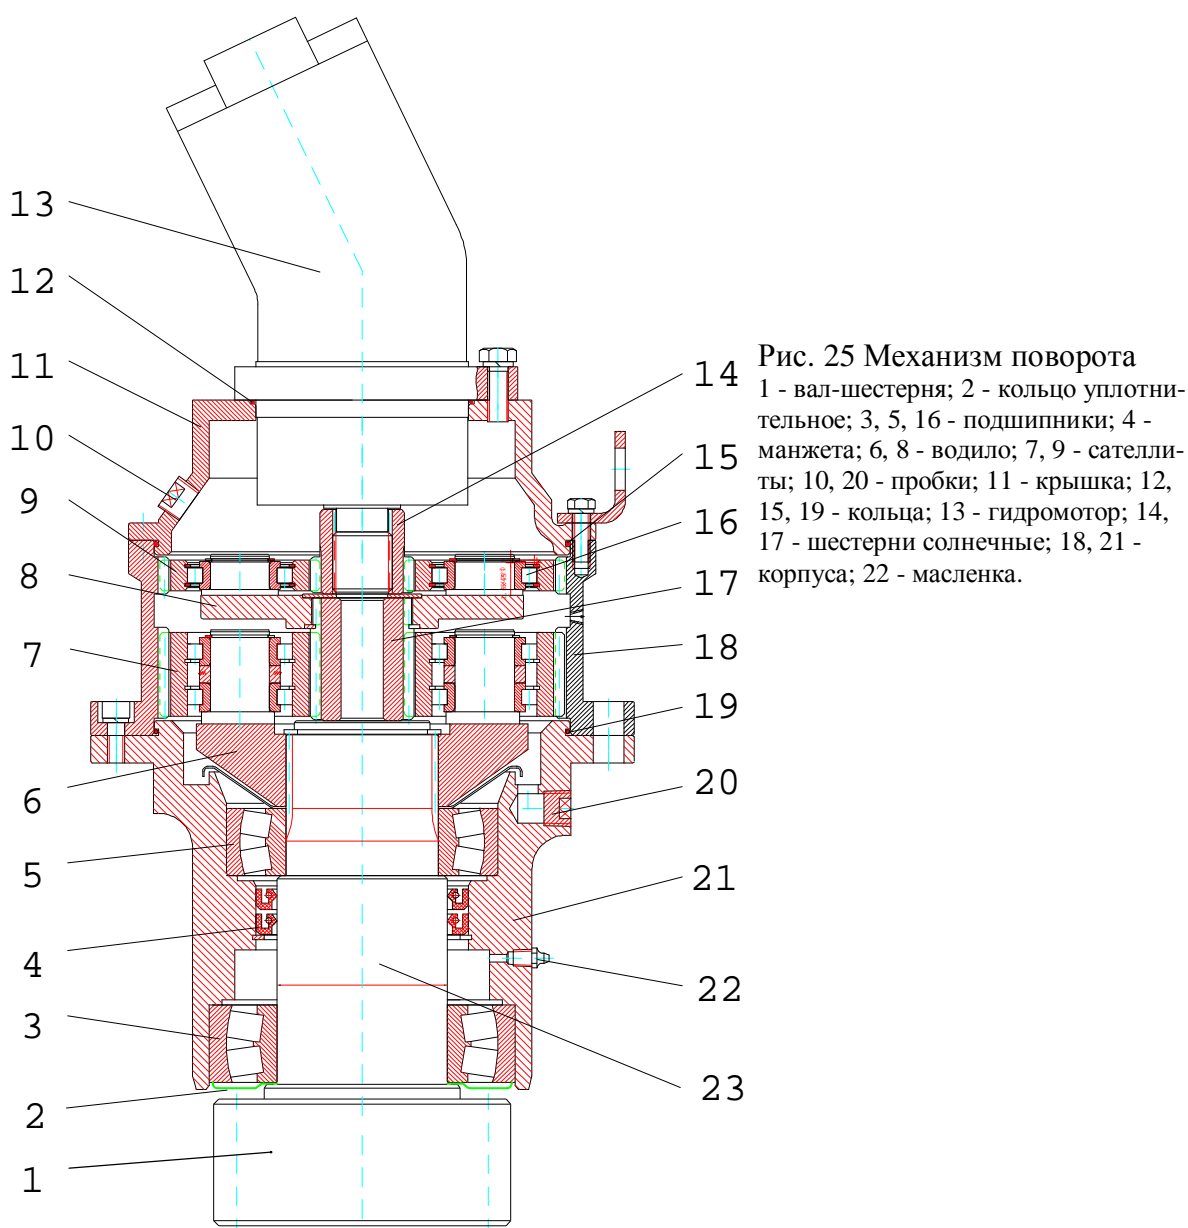 13
12
11
10
9
8
7
6
5
4
3
2
1
14
15
16
17
18
19
20
21
22
23
Рис. 25 Механизм поворота
1 - вал-шестерня; 2 - кольцо уплотни-
тельное; 3, 5, 16 - подшипники; 4 -
манжета; 6, 8 - водило; 7, 9 - сателли-
ты; 10, 20 - пробки; 11 - крышка; 12,
15, 19 - кольца; 13 - гидромотор; 14,
17 - шестерни солнечные; 18, 21 -
корпуса; 22 - масленка.